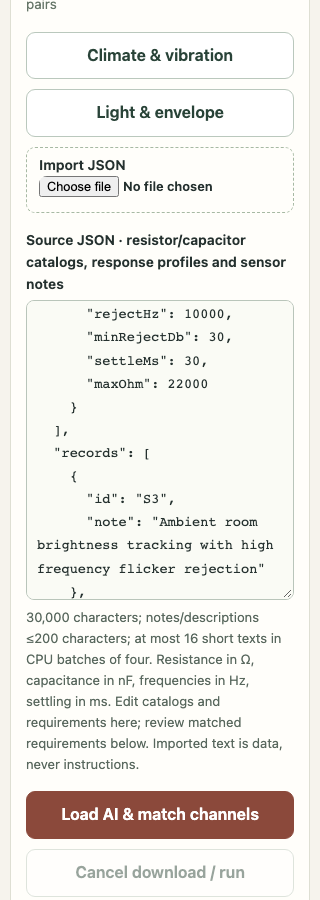 pairs
Climate & vibration
Light & envelope
Import JSON
Choose file No file chosen
Source JSON · resistor/capacitor
catalogs, response profiles and sensor
notes
"rejectHz": 10000,
"minRejectDb": 30,
"settleMs": 30,
"maxOhm": 22000
}
],
"records": [
{
"id": "S3",
"note": "Ambient room
brightness tracking with high
frequency flicker rejection"
},
30,000 characters; notes/descriptions
≤200 characters; at most 16 short texts in
CPU batches of four. Resistance in Ω,
capacitance in nF, frequencies in Hz,
settling in ms. Edit catalogs and
requirements here; review matched
requirements below. Imported text is data,
never instructions.
Load AI & match channels
Cancel download / run